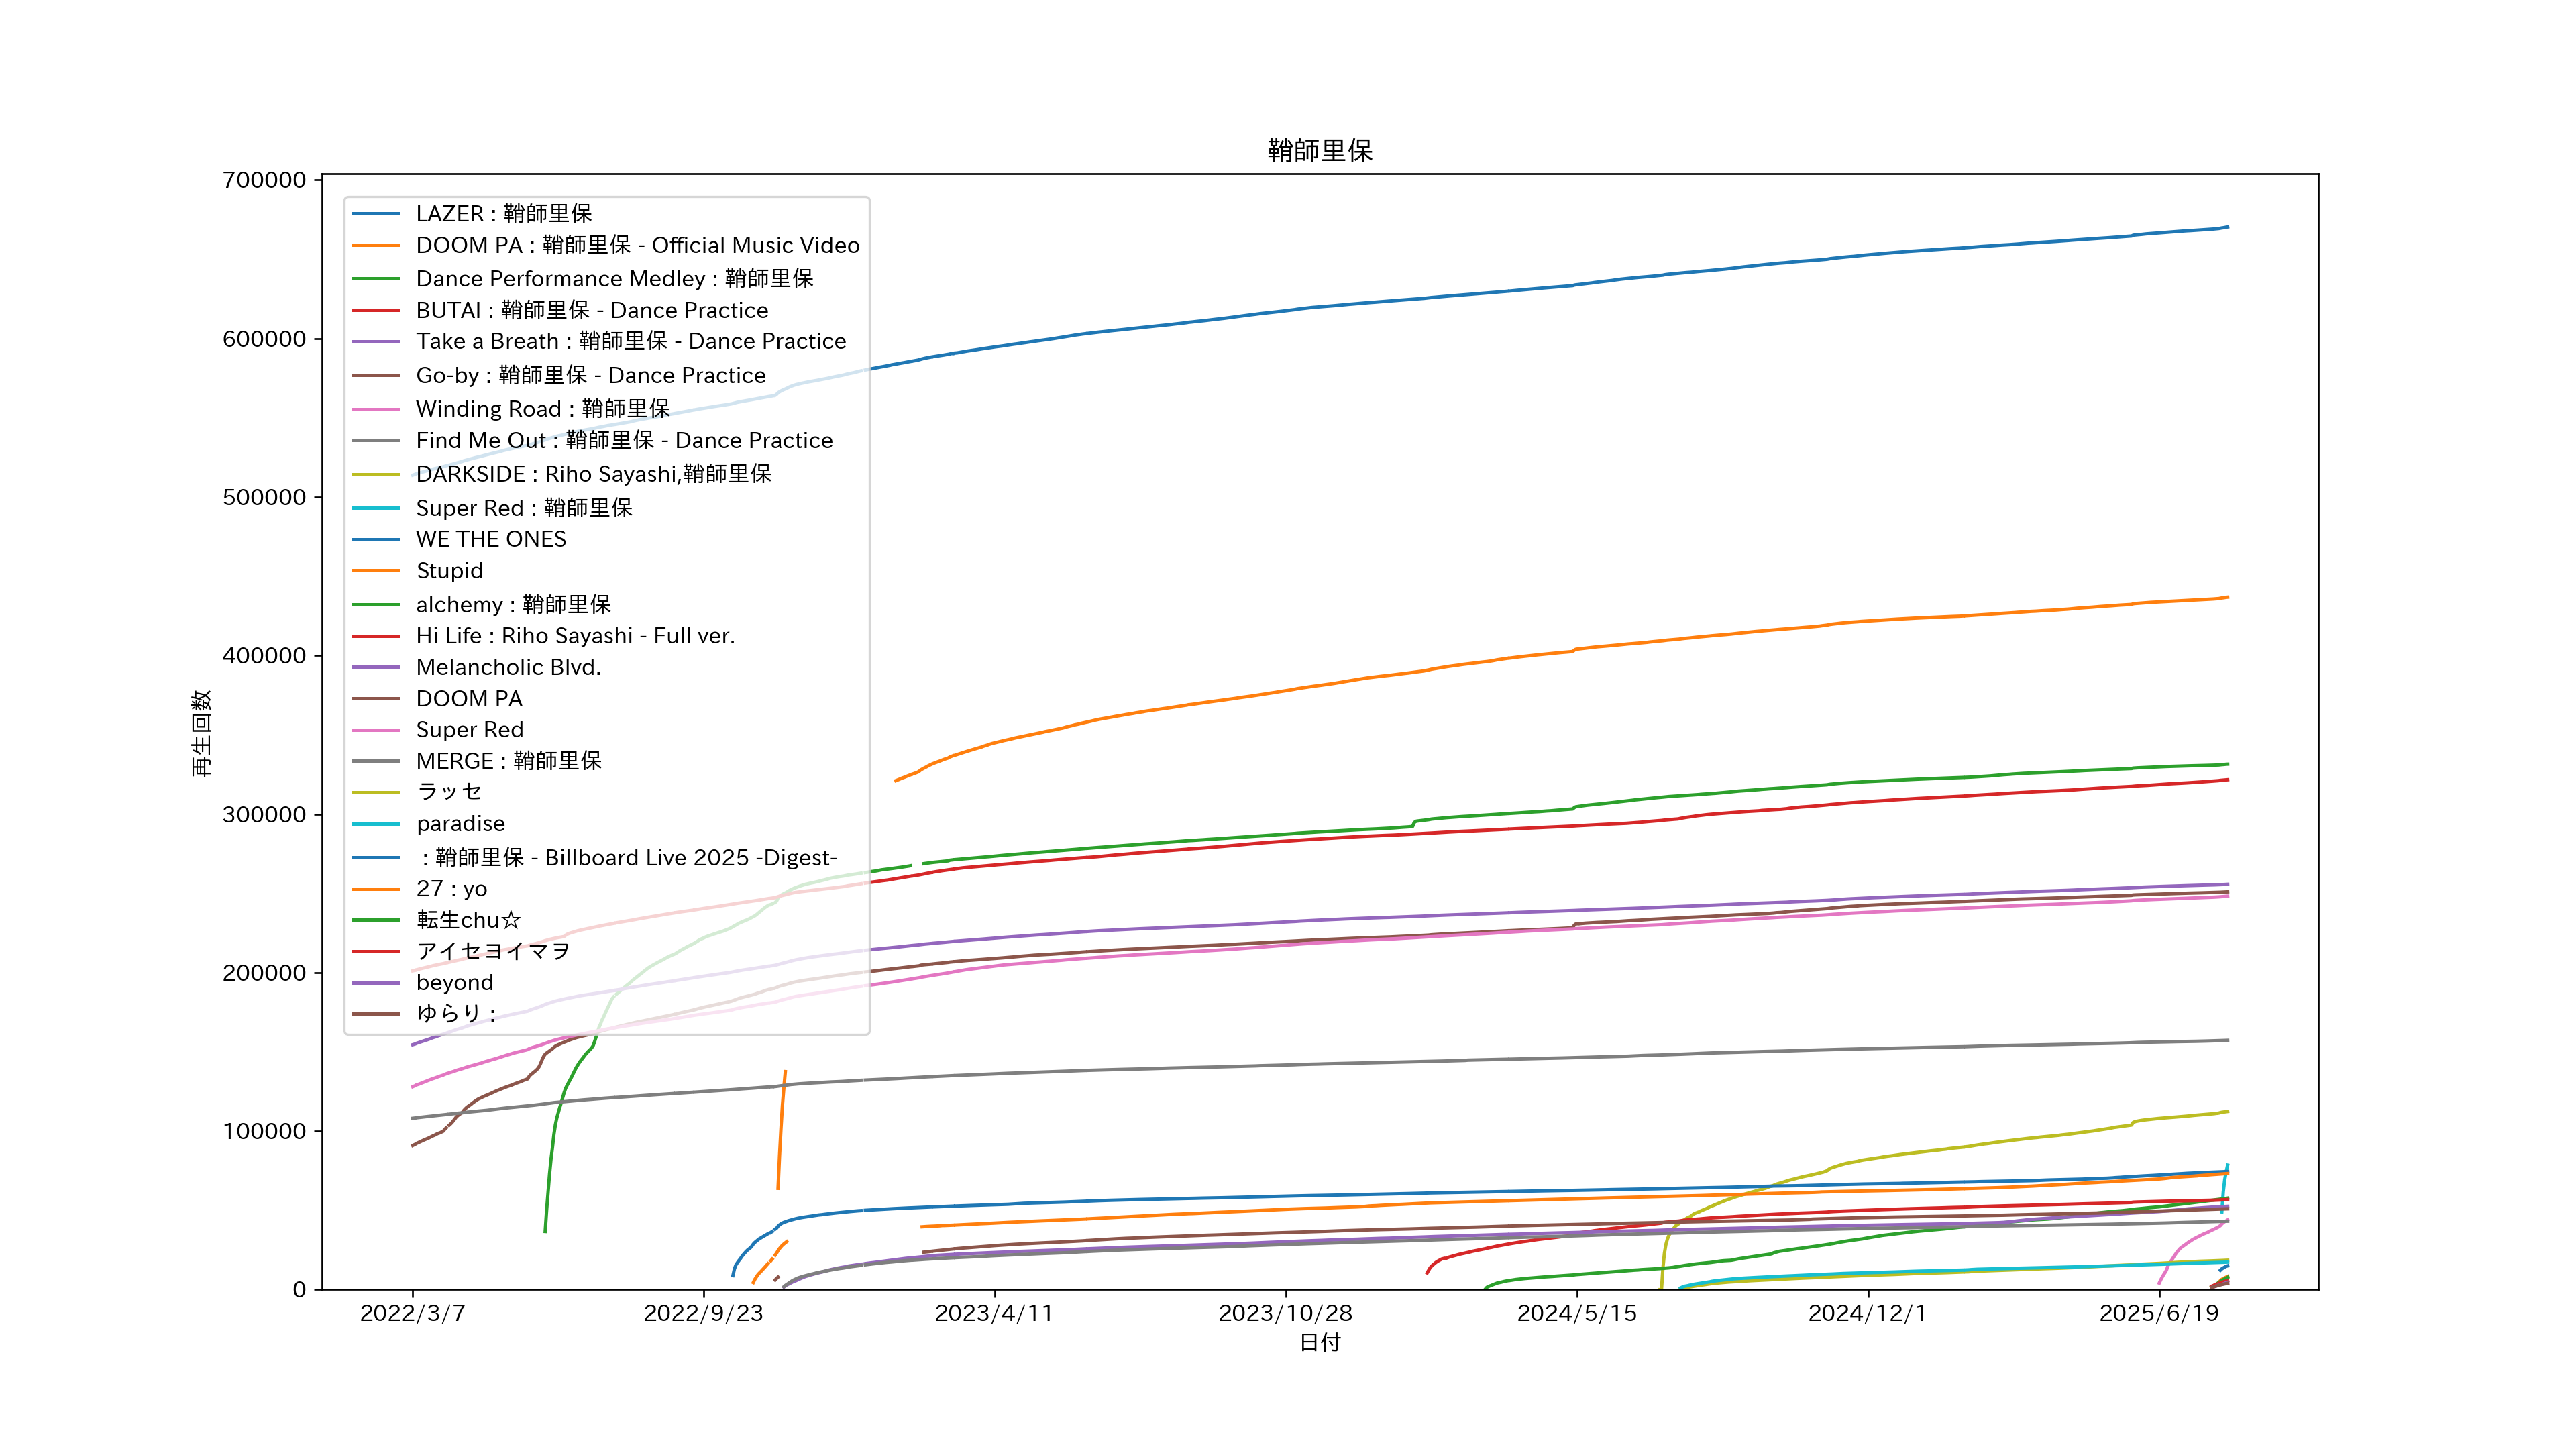 鞘師里保
700000
600000
500000
400000
300000
200000
100000
0
再生回数
LAZER : 鞘師里保
DOOM PA : 鞘師里保 - Official Music Video
Dance Performance Medley : 鞘師里保
BUTAI : 鞘師里保 - Dance Practice
Take a Breath : 鞘師里保 - Dance Practice
Go-by : 鞘師里保 - Dance Practice
Winding Road : 鞘師里保
Find Me Out : 鞘師里保 - Dance Practice
DARKSIDE : Riho Sayashi,鞘師里保
Super Red : 鞘師里保
WE THE ONES
Stupid
alchemy : 鞘師里保
Hi Life : Riho Sayashi - Full ver.
Melancholic Blvd.
DOOM PA
Super Red
MERGE : 鞘師里保
ラッセ
paradise
: 鞘師里保 - Billboard Live 2025 -Digest-
27 : yo
転生chu☆
アイセヨイマヲ
beyond
ゆらり :
2022/3/7
2022/9/23
2023/4/11
2023/10/28
2024/5/15
2024/12/1
2025/6/19
日付